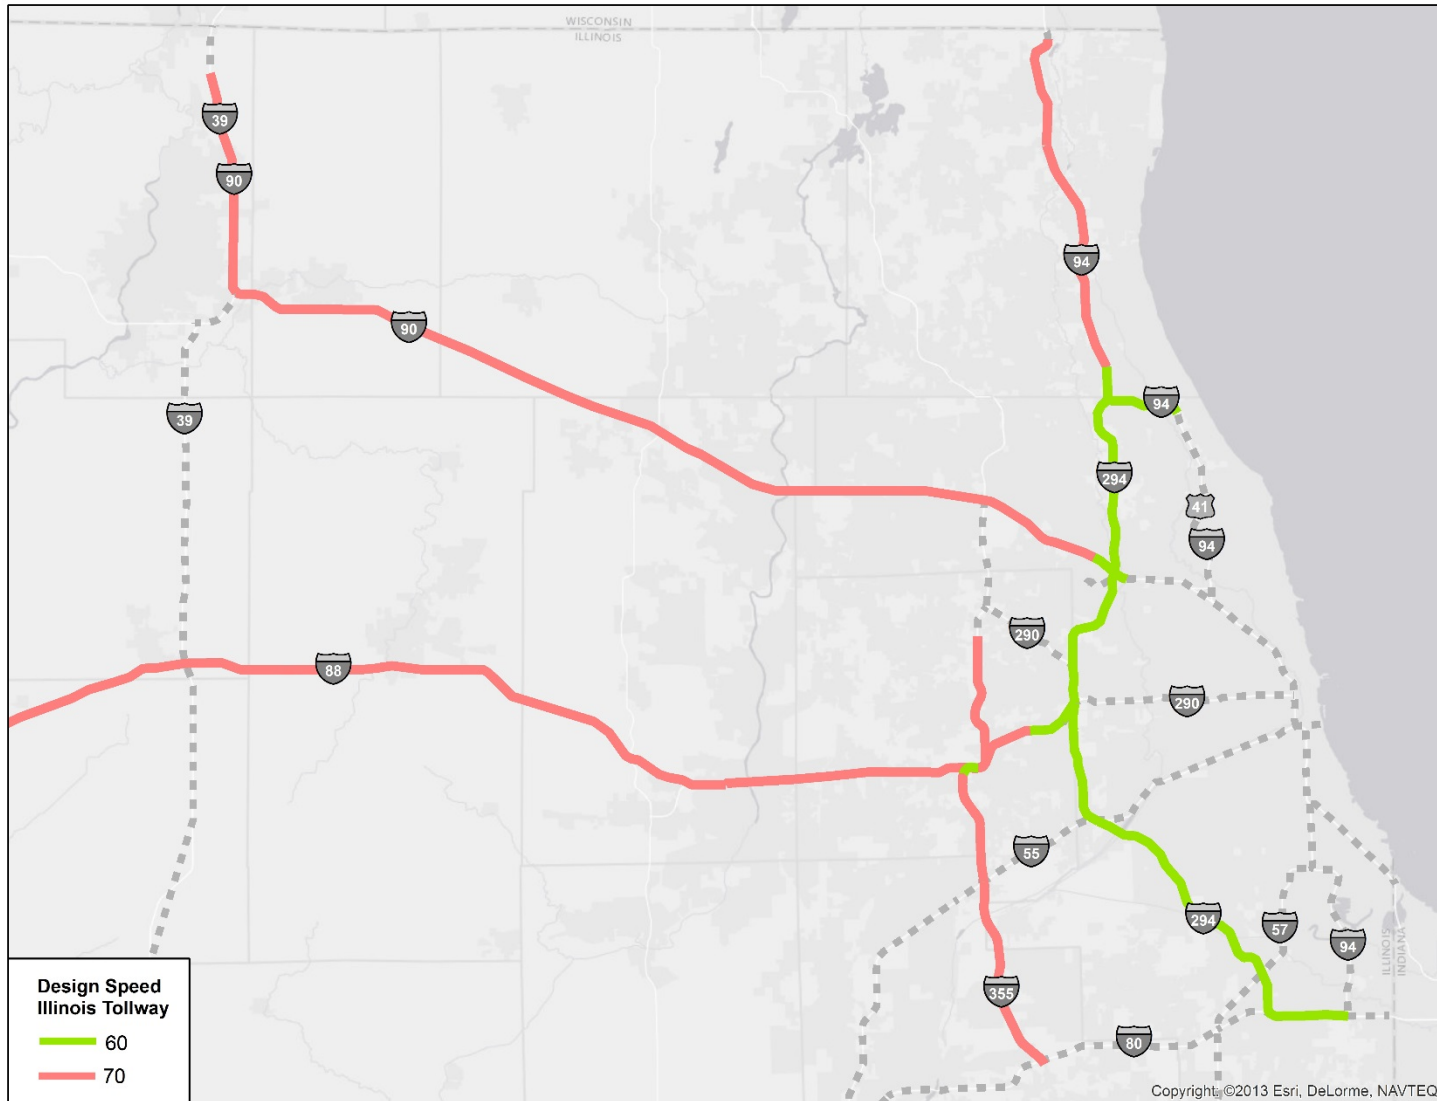 WISCONSIN
ILLINOIS
39
90
94
90
94
39
294
41
94
290
88
290
55
294
57
94
ILLINOIS
INDIANA
355
80
Design Speed
Illinois Tollway
60
70
Copyright: ©2013 Esri, DeLorme, NAVTEQ